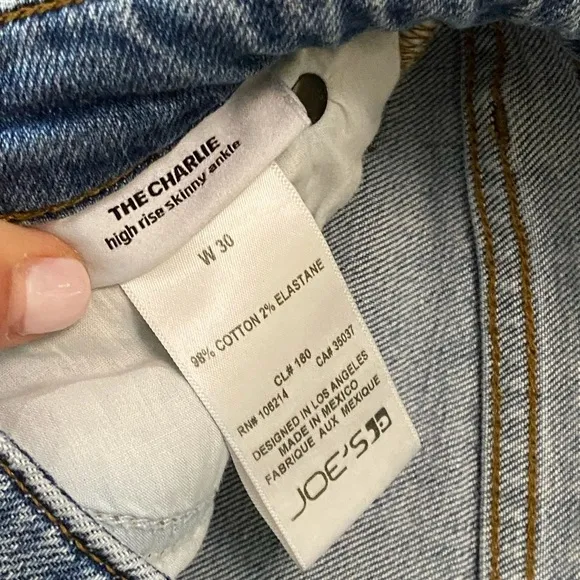 THE CHARLIE
high rise skinny ankle
W 30
98% COTTON 2% ELASTANE
CL# 160
RN# 106214 CA# 35037
DESIGNED IN LOS ANGELES
MADE IN MEXICO
FABRIQUE AUX MEXIQUE
JOE'S